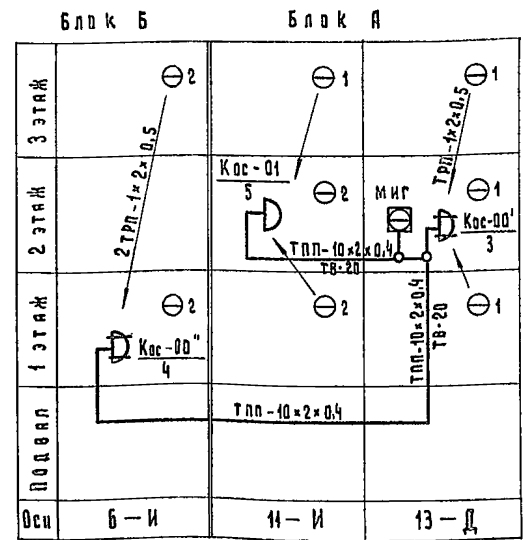 Блок Б
Блок А
3 этаж
2
1
1
2ТРП-1×2×0,5
ТРП-1×2×0,5
2 этаж
Кос-01
5
2
МИГ
1
Кос-00'
3
ТПП-10×2×0,4
ТВ-20
1 этаж
2
2
1
Кос-00"
4
ТПП-10×2×0,4
ТВ-20
Подвал
ТПП-10×2×0,4
Оси
Б-И
11-И
13-Д